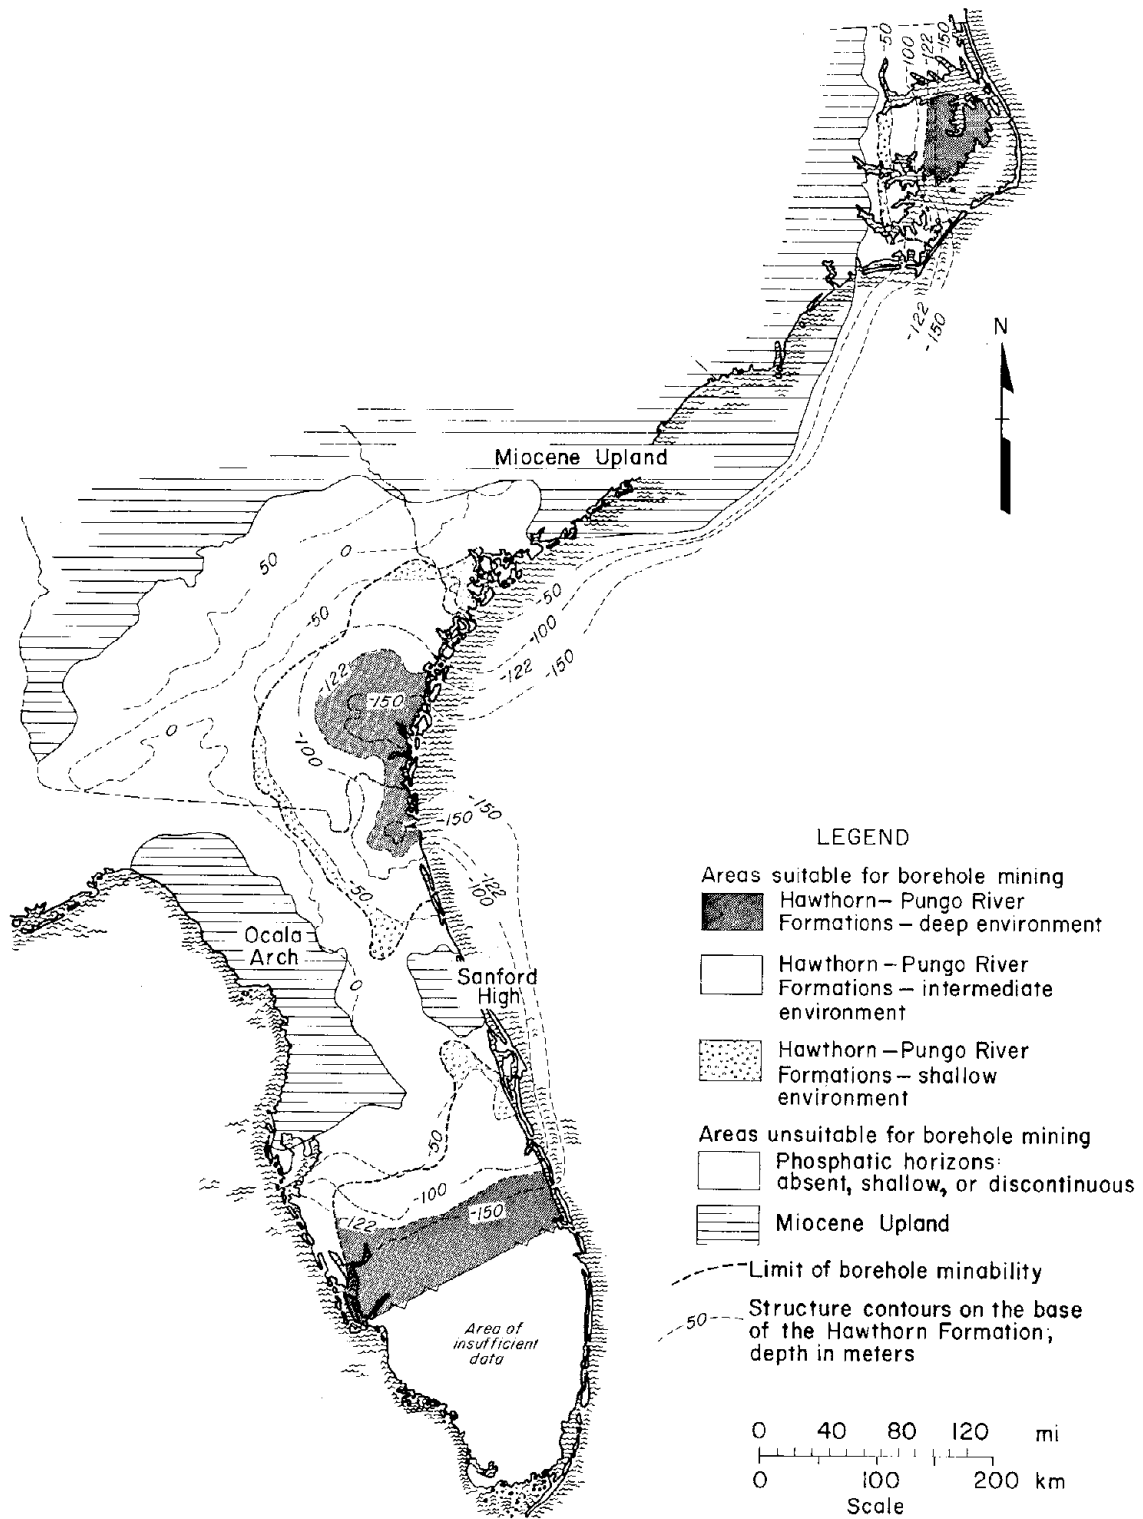 -50
-100
-122
-150
-122
-150
N
Miocene Upland
50
0
-50
-50
-100
-122
-150
-122
-150
0
-100
-150
-150
-122
-100
-50
Ocala
Arch
Sanford
High
0
-50
-100
-122
-150
Area of
insufficient
data
LEGEND
Areas suitable for borehole mining
Hawthorn–Pungo River
Formations–deep environment
Hawthorn–Pungo River
Formations–intermediate
environment
Hawthorn–Pungo River
Formations–shallow
environment
Areas unsuitable for borehole mining
Phosphatic horizons:
absent, shallow, or discontinuous
Miocene Upland
Limit of borehole minability
-50
Structure contours on the base
of the Hawthorn Formation;
depth in meters
0 40 80 120 mi
0 100 200 km
Scale